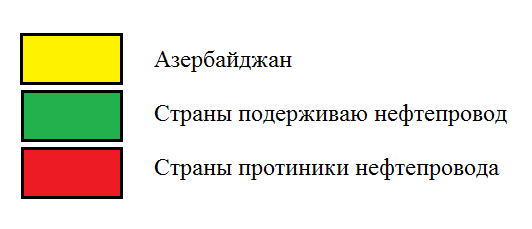 Азербайджан
Страны подерживаю нефтепровод
Страны протиники нефтепровода